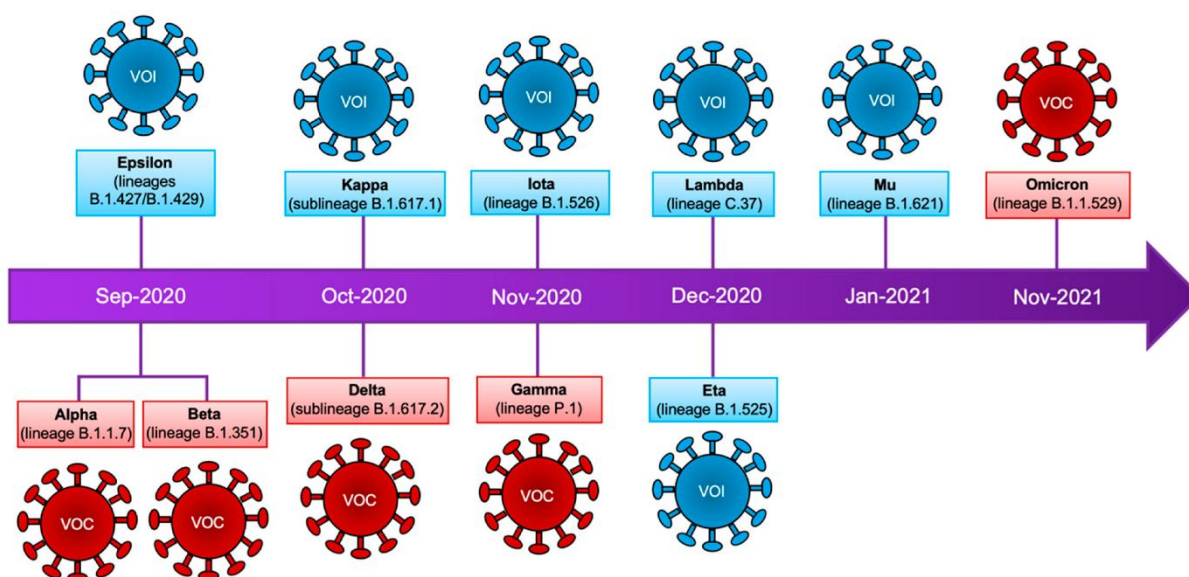 VOI
VOI
VOI
VOI
VOI
VOC
Epsilon
(lineages
B.1.427/B.1.429)
Kappa
(sublineage B.1.617.1)
Iota
(lineage B.1.526)
Lambda
(lineage C.37)
Mu
(lineage B.1.621)
Omicron
(lineage B.1.1.529)
Sep-2020
Oct-2020
Nov-2020
Dec-2020
Jan-2021
Nov-2021
Alpha
(lineage B.1.1.7)
Beta
(lineage B.1.351)
Delta
(sublineage B.1.617.2)
Gamma
(lineage P.1)
Eta
(lineage B.1.525)
VOC
VOC
VOC
VOC
VOI